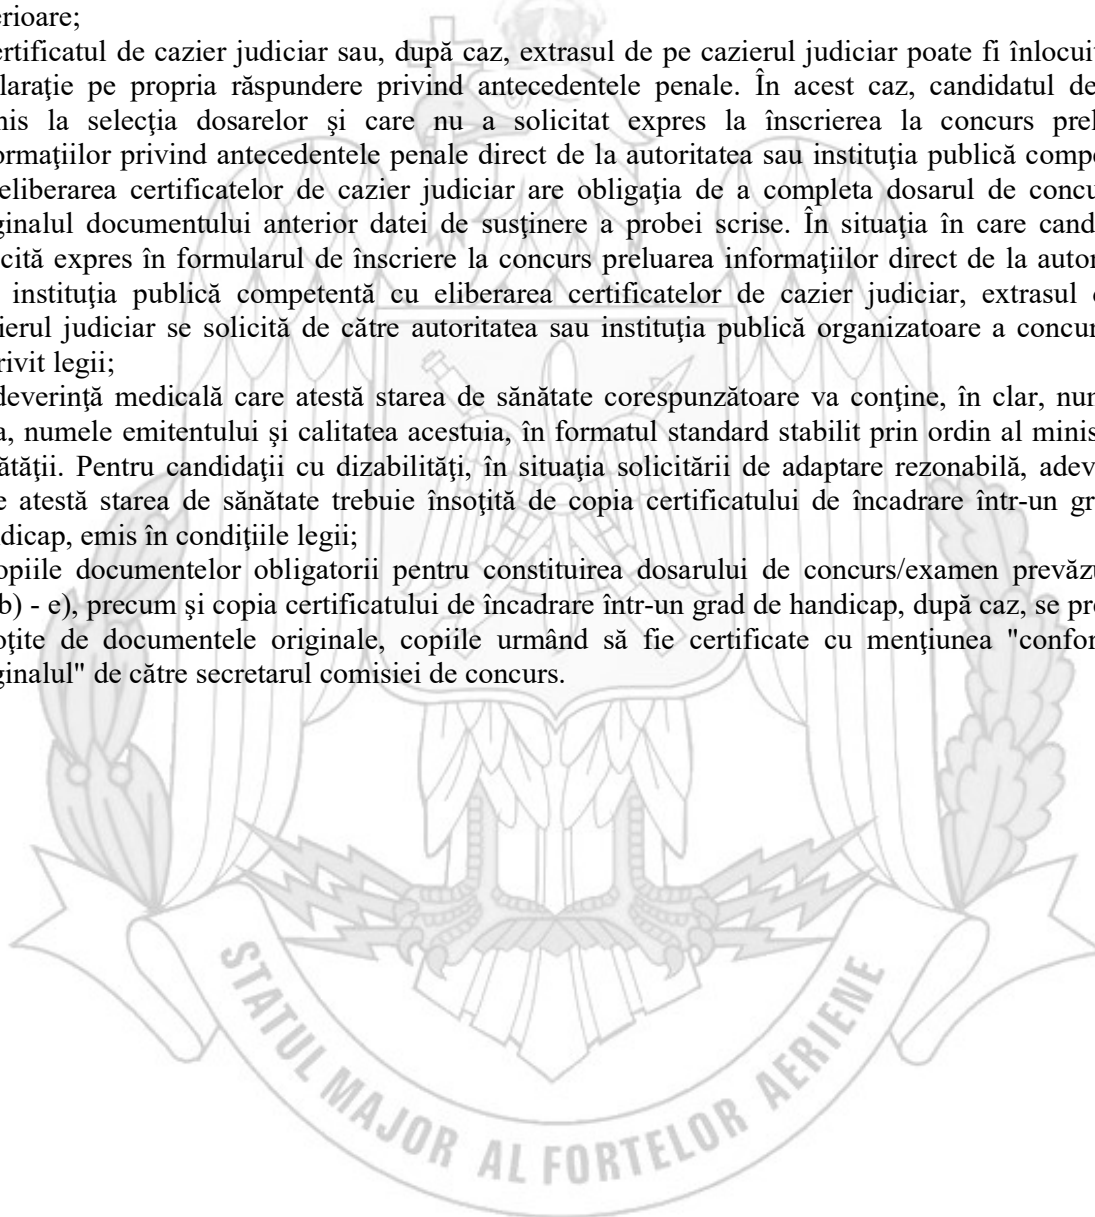 erioare;
ertificatul de cazier judiciar sau, după caz, extrasul de pe cazierul judiciar poate fi înlocuit
laraţie pe propria răspundere privind antecedentele penale. În acest caz, candidatul de
nis la selecţia dosarelor şi care nu a solicitat expres la înscrierea la concurs prel
ormaţiilor privind antecedentele penale direct de la autoritatea sau instituţia publică compe
eliberarea certificatelor de cazier judiciar are obligaţia de a completa dosarul de concu
ginalul documentului anterior datei de susţinere a probei scrise. În situaţia în care cand
icită expres în formularul de înscriere la concurs preluarea informaţiilor direct de la autor
instituţia publică competentă cu eliberarea certificatelor de cazier judiciar, extrasul
ierul judiciar se solicită de către autoritatea sau instituţia publică organizatoare a concur
rivit legii;
deverinţă medicală care atestă starea de sănătate corespunzătoare va conţine, în clar, num
a, numele emitentului şi calitatea acestuia, în formatul standard stabilit prin ordin al minis
ătăţii. Pentru candidaţii cu dizabilităţi, în situaţia solicitării de adaptare rezonabilă, adev
e atestă starea de sănătate trebuie însoţită de copia certificatului de încadrare într-un gr
dicap, emis în condiţiile legii;
opiile documentelor obligatorii pentru constituirea dosarului de concurs/examen prevăzu
b) - e), precum şi copia certificatului de încadrare într-un grad de handicap, după caz, se pre
oţite de documentele originale, copiile urmând să fie certificate cu menţiunea "confor
ginalul" de către secretarul comisiei de concurs.
STATUL MAJOR AL FORTELOR AERIENE